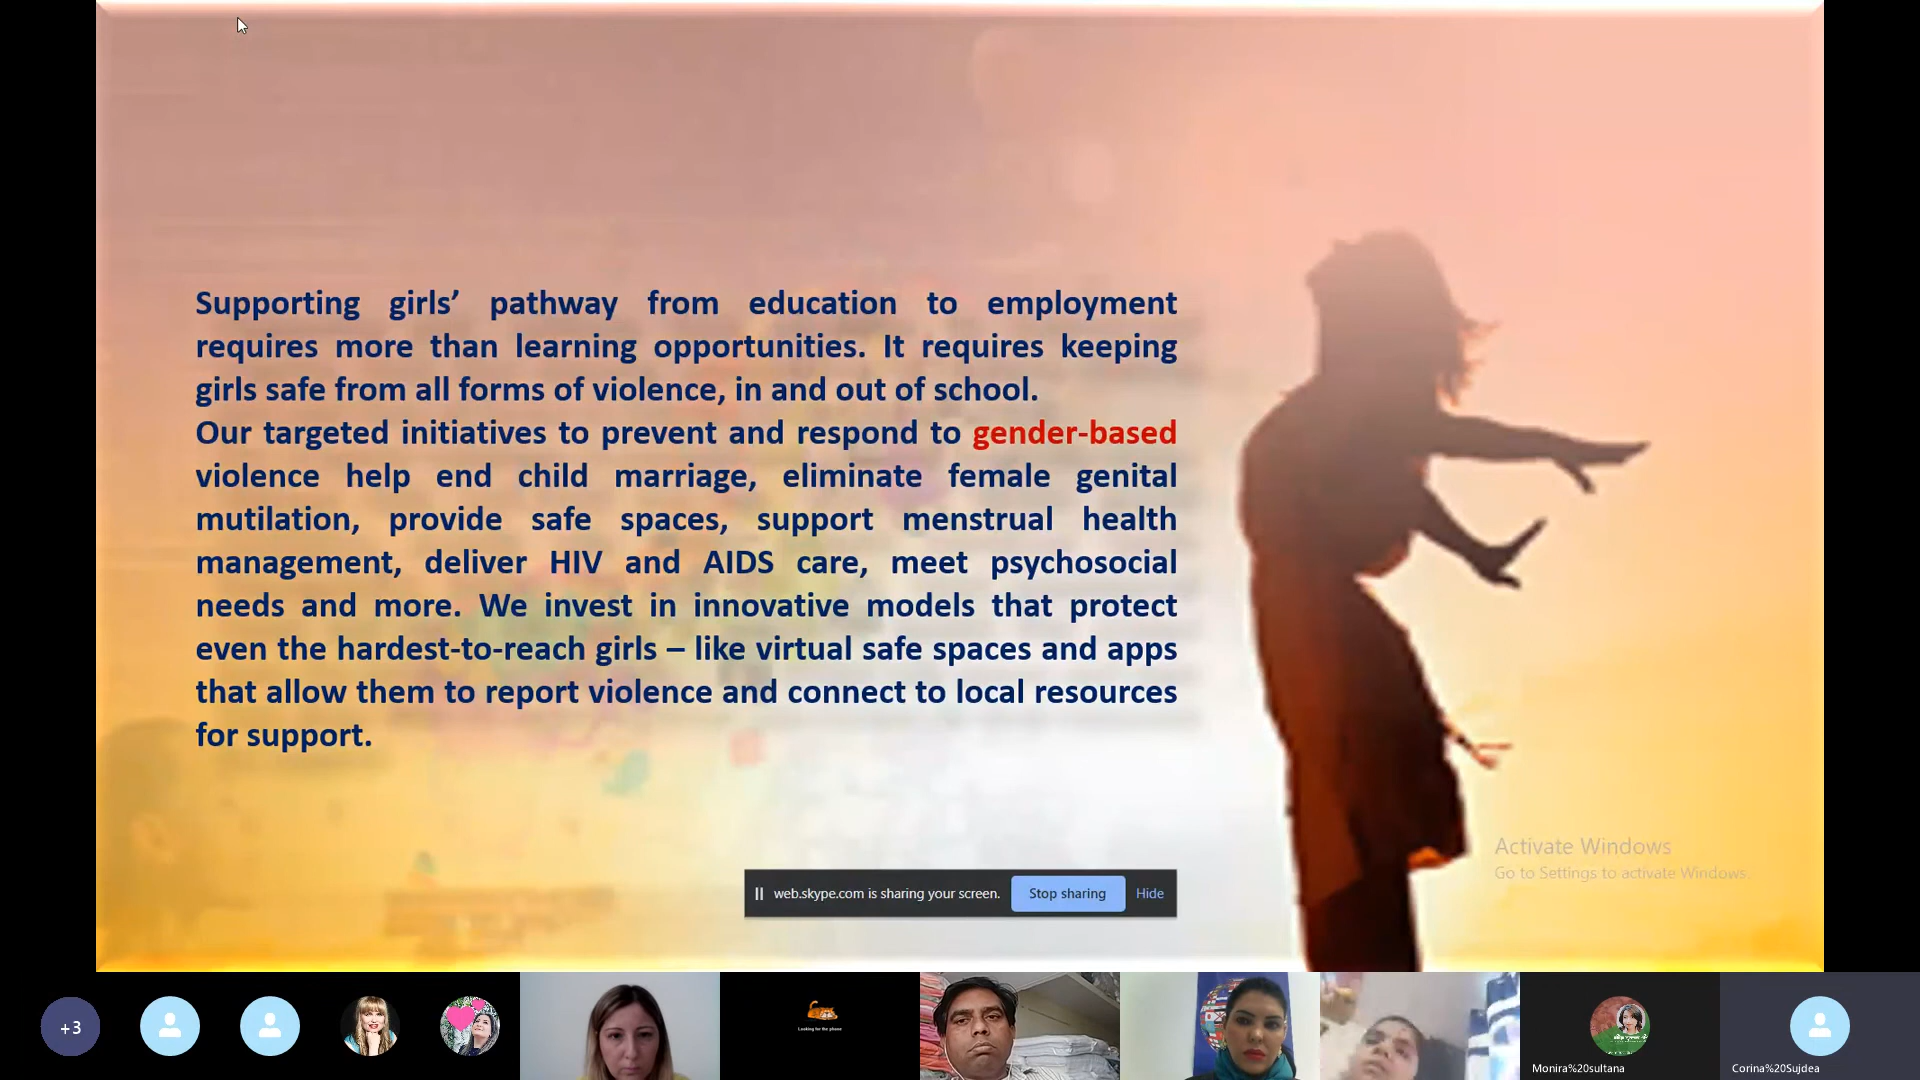 Supporting girls’ pathway from education to employment
requires more than learning opportunities. It requires keeping
girls safe from all forms of violence, in and out of school.
Our targeted initiatives to prevent and respond to gender-based
violence help end child marriage, eliminate female genital
mutilation, provide safe spaces, support menstrual health
management, deliver HIV and AIDS care, meet psychosocial
needs and more. We invest in innovative models that protect
even the hardest-to-reach girls – like virtual safe spaces and apps
that allow them to report violence and connect to local resources
for support.
Activate Windows
Go to Settings to activate Windows.
web.skype.com is sharing your screen. Stop sharing Hide
+3
Looking for the phone
Monira%20sultana
Corina%20Sujdea